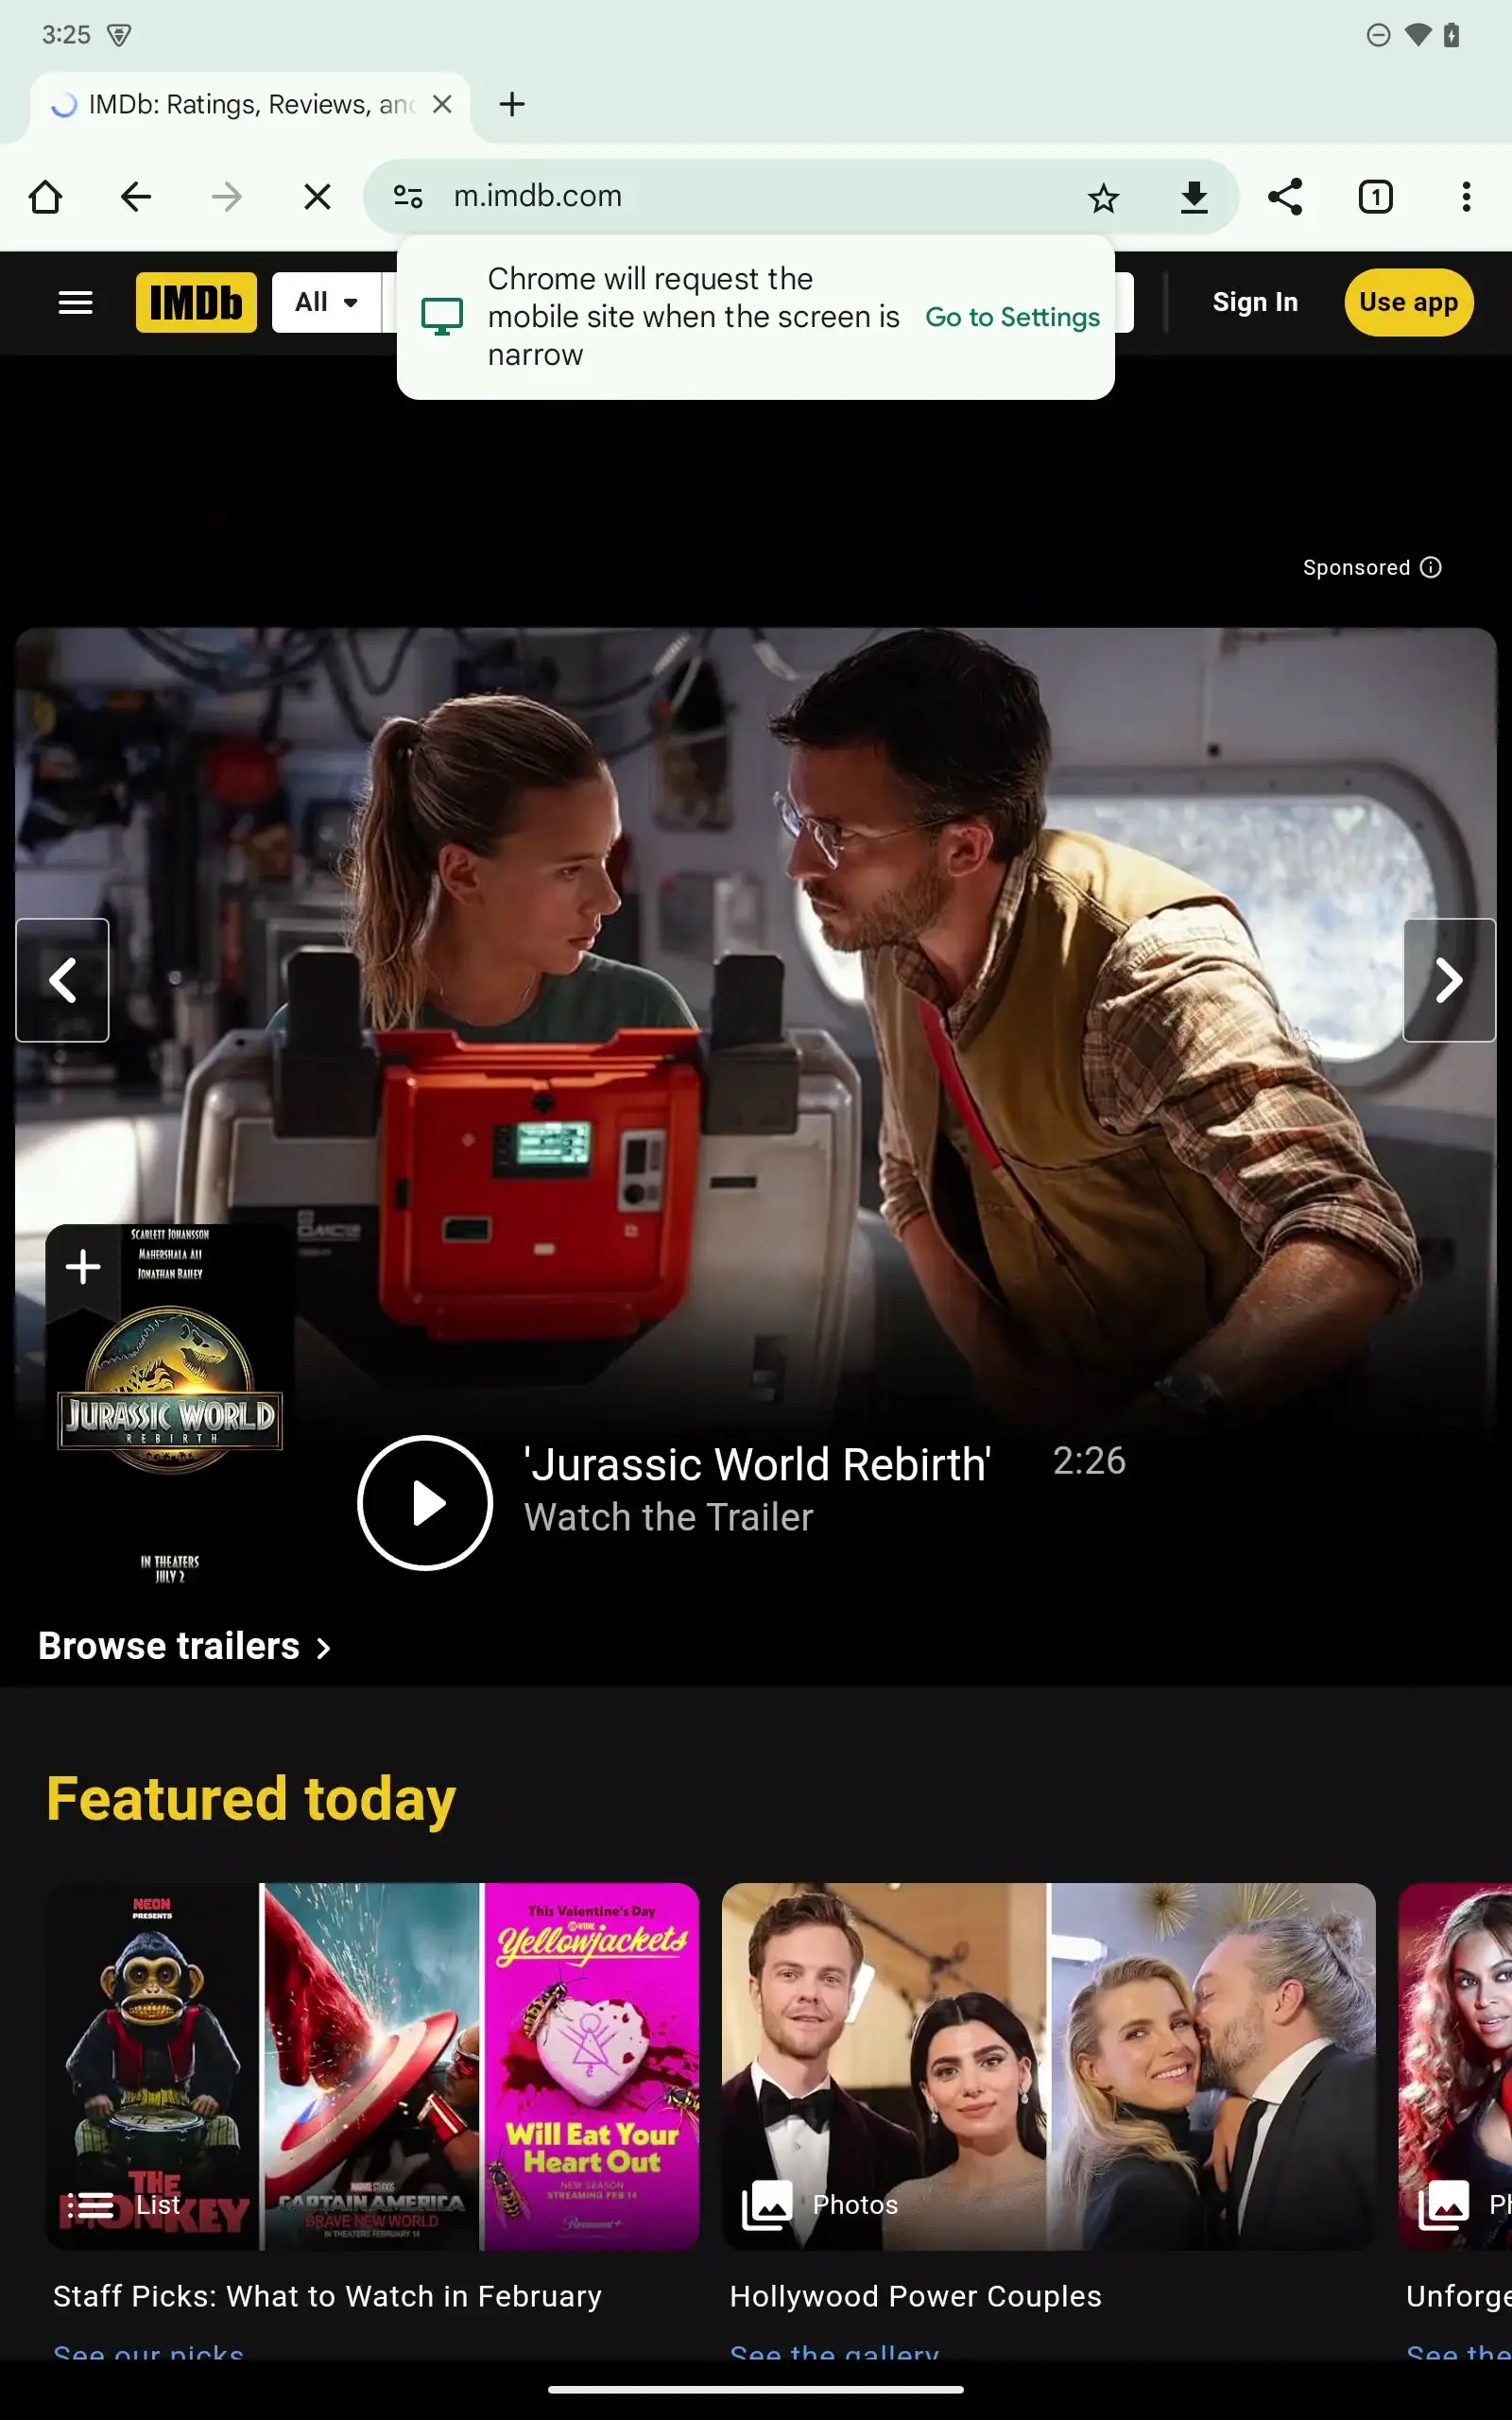 3:25
IMDb: Ratings, Reviews, and
m.imdb.com
1
Chrome will request the
mobile site when the screen is
narrow
Go to Settings
IMDb
All
Sign In
Use app
Sponsored
SCARLETT JOHANSSON
MAHERSHALA ALI
JONATHAN BAILEY
JURASSIC WORLD
REBIRTH
IN THEATERS
JULY 2
'Jurassic World Rebirth'
2:26
Watch the Trailer
Browse trailers
Featured today
NEON
PRESENTS
THE
MONKEY
List
MARVEL STUDIOS
CAPTAIN AMERICA
BRAVE NEW WORLD
IN THEATERS FEBRUARY 14
This Valentine's Day
SHOWTIME
Yellowjackets
Will Eat Your
Heart Out
NEW SEASON
STREAMING FEB 14
Paramount+
Photos
Ph
Staff Picks: What to Watch in February
Hollywood Power Couples
Unforge
See our picks
See the gallery
See the